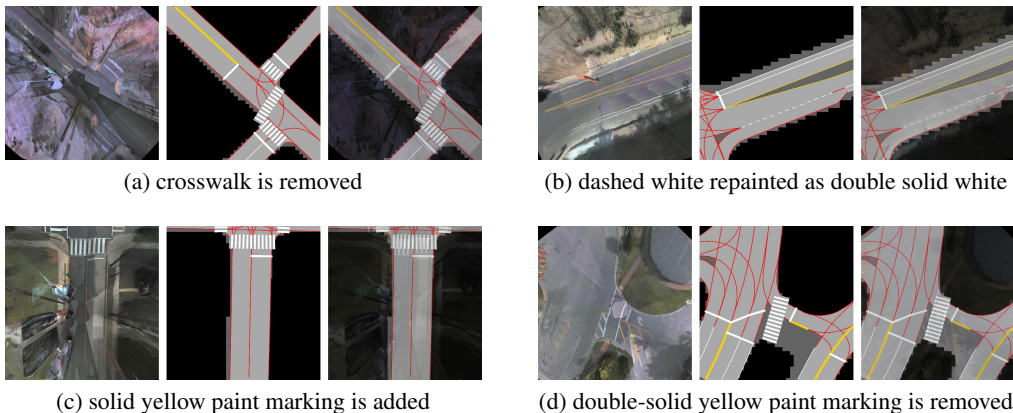 (a) crosswalk is removed
(b) dashed white repainted as double solid white
(c) solid yellow paint marking is added
(d) double-solid yellow paint marking is removed